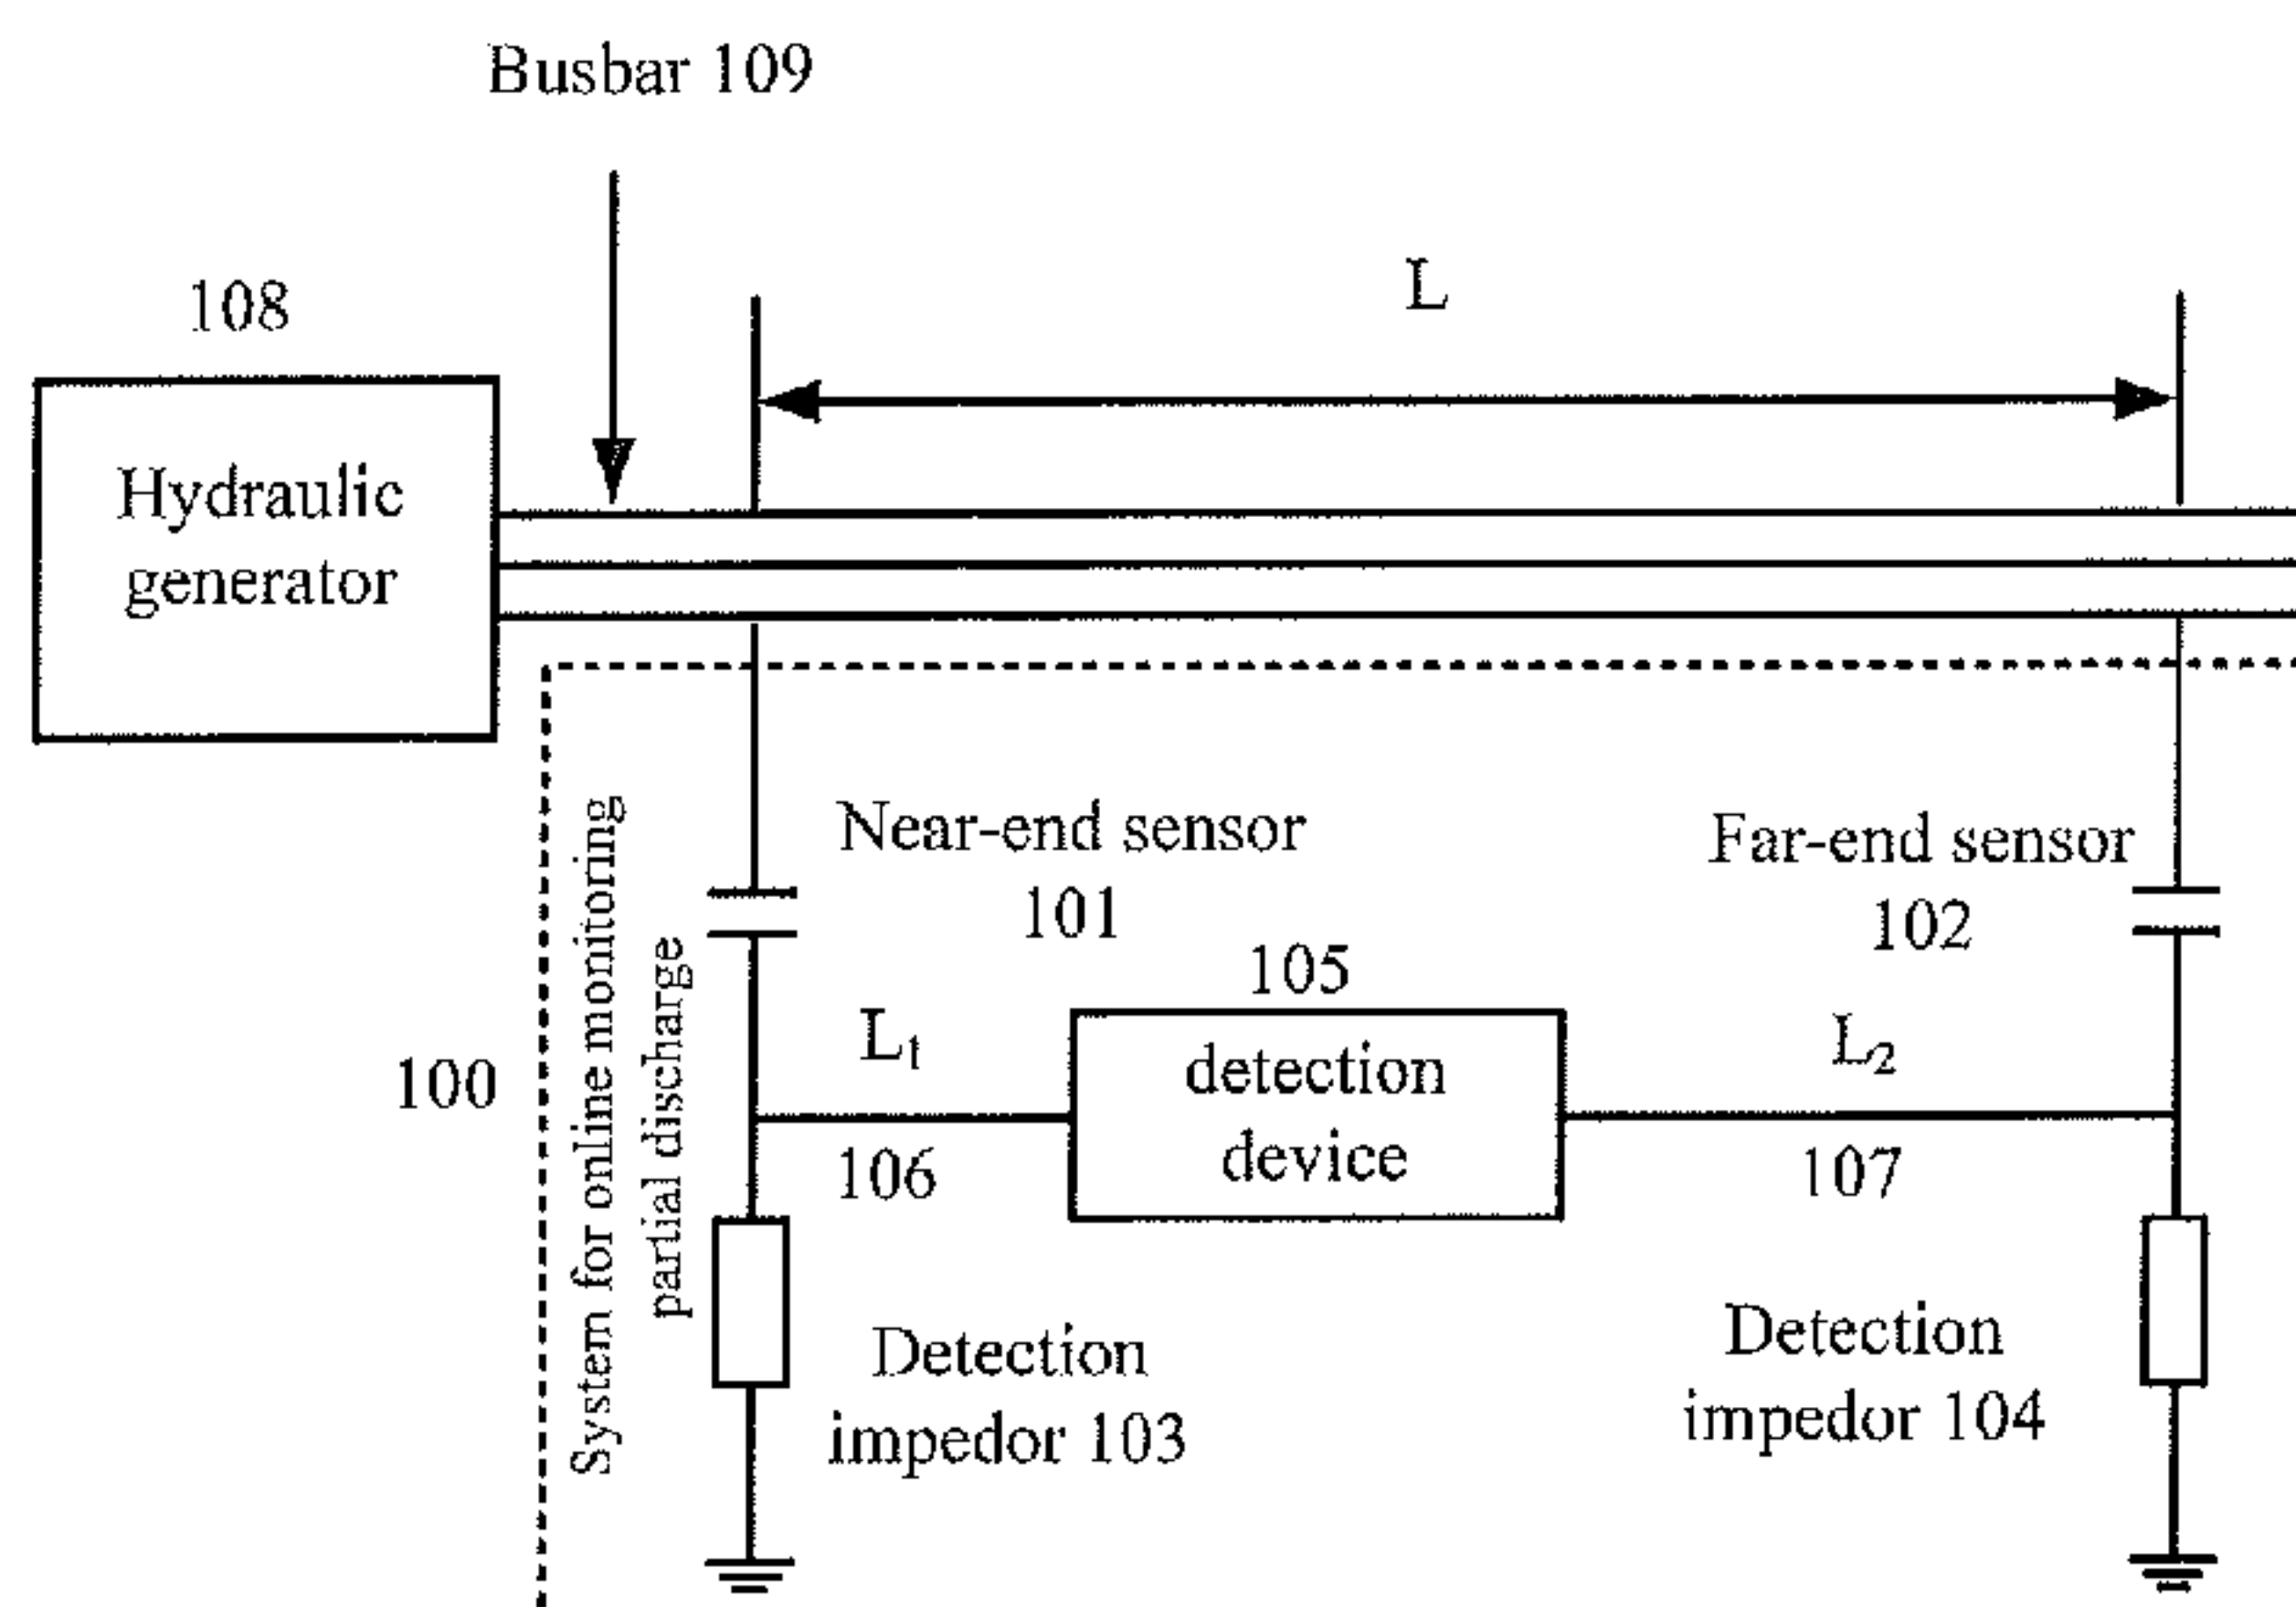 Busbar 109
L
108
Hydraulic
generator
System for online monitoring
partial discharge
100
Near-end sensor
101
Far-end sensor
102
105
detection
device
L1
106
L2
107
Detection
impedor 103
Detection
impedor 104